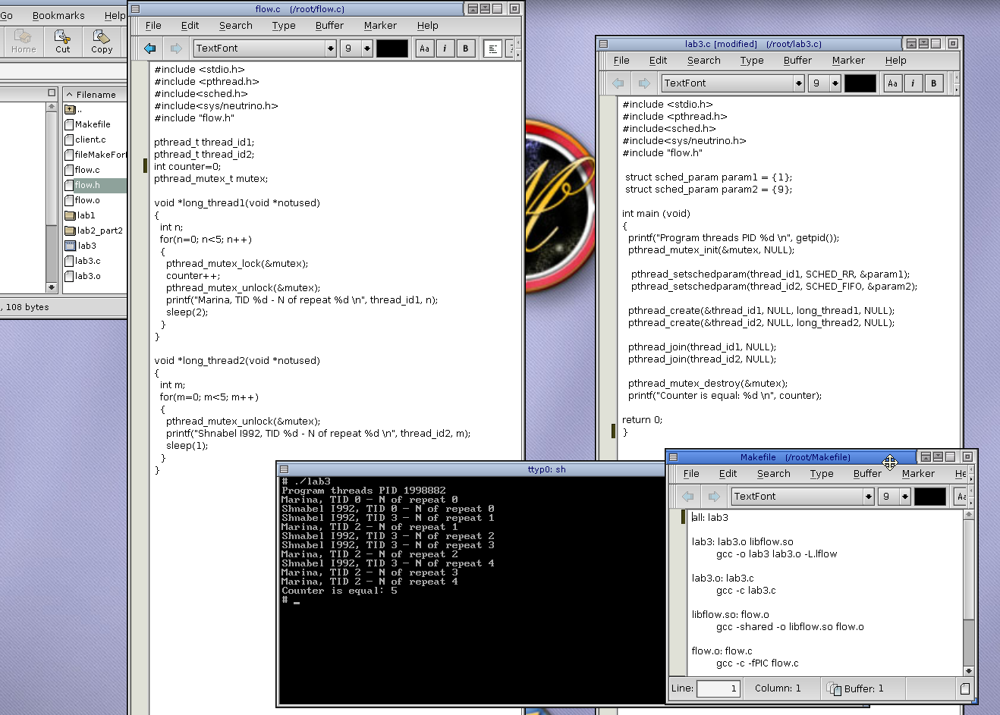 Go Bookmarks Help
Home Cut Copy
Filename
..
Makefile
client.c
fileMakeForl
flow.c
flow.h
flow.o
lab1
lab2_part2
lab3
lab3.c
lab3.o
, 108 bytes
flow.c (/root/flow.c)
File Edit Search Type Buffer Marker Help
TextFont 9 Aa i B
#include <stdio.h>
#include <pthread.h>
#include<sched.h>
#include<sys/neutrino.h>
#include "flow.h"
pthread_t thread_id1;
pthread_t thread_id2;
int counter=0;
pthread_mutex_t mutex;
void *long_thread1(void *notused)
{
int n;
for(n=0; n<5; n++)
{
pthread_mutex_lock(&mutex);
counter++;
pthread_mutex_unlock(&mutex);
printf("Marina, TID %d - N of repeat %d \n", thread_id1, n);
sleep(2);
}
}
void *long_thread2(void *notused)
{
int m;
for(m=0; m<5; m++)
{
pthread_mutex_unlock(&mutex);
printf("Shnabel I992, TID %d - N of repeat %d \n", thread_id2, m);
sleep(1);
}
}
lab3.c [modified] (/root/lab3.c)
File Edit Search Type Buffer Marker Help
TextFont 9 Aa i B
#include <stdio.h>
#include <pthread.h>
#include<sched.h>
#include<sys/neutrino.h>
#include "flow.h"
struct sched_param param1 = {1};
struct sched_param param2 = {9};
int main (void)
{
printf("Program threads PID %d \n", getpid());
pthread_mutex_init(&mutex, NULL);
pthread_setschedparam(thread_id1, SCHED_RR, &param1);
pthread_setschedparam(thread_id2, SCHED_FIFO, &param2);
pthread_create(&thread_id1, NULL, long_thread1, NULL);
pthread_create(&thread_id2, NULL, long_thread2, NULL);
pthread_join(thread_id1, NULL);
pthread_join(thread_id2, NULL);
pthread_mutex_destroy(&mutex);
printf("Counter is equal: %d \n", counter);
return 0;
}
ttyp0: sh
# ./lab3
Program threads PID 1998882
Marina, TID 0 - N of repeat 0
Shnabel I992, TID 0 - N of repeat 0
Shnabel I992, TID 3 - N of repeat 1
Marina, TID 2 - N of repeat 1
Shnabel I992, TID 3 - N of repeat 2
Shnabel I992, TID 3 - N of repeat 3
Marina, TID 2 - N of repeat 2
Shnabel I992, TID 3 - N of repeat 4
Marina, TID 2 - N of repeat 3
Marina, TID 2 - N of repeat 4
Counter is equal: 5
# _
Makefile (/root/Makefile)
File Edit Search Type Buffer Marker He
TextFont 9 Aa
all: lab3
lab3: lab3.o libflow.so
gcc -o lab3 lab3.o -L.lflow
lab3.o: lab3.c
gcc -c lab3.c
libflow.so: flow.o
gcc -shared -o libflow.so flow.o
flow.o: flow.c
gcc -c -fPIC flow.c
Line: 1 Column: 1 Buffer: 1